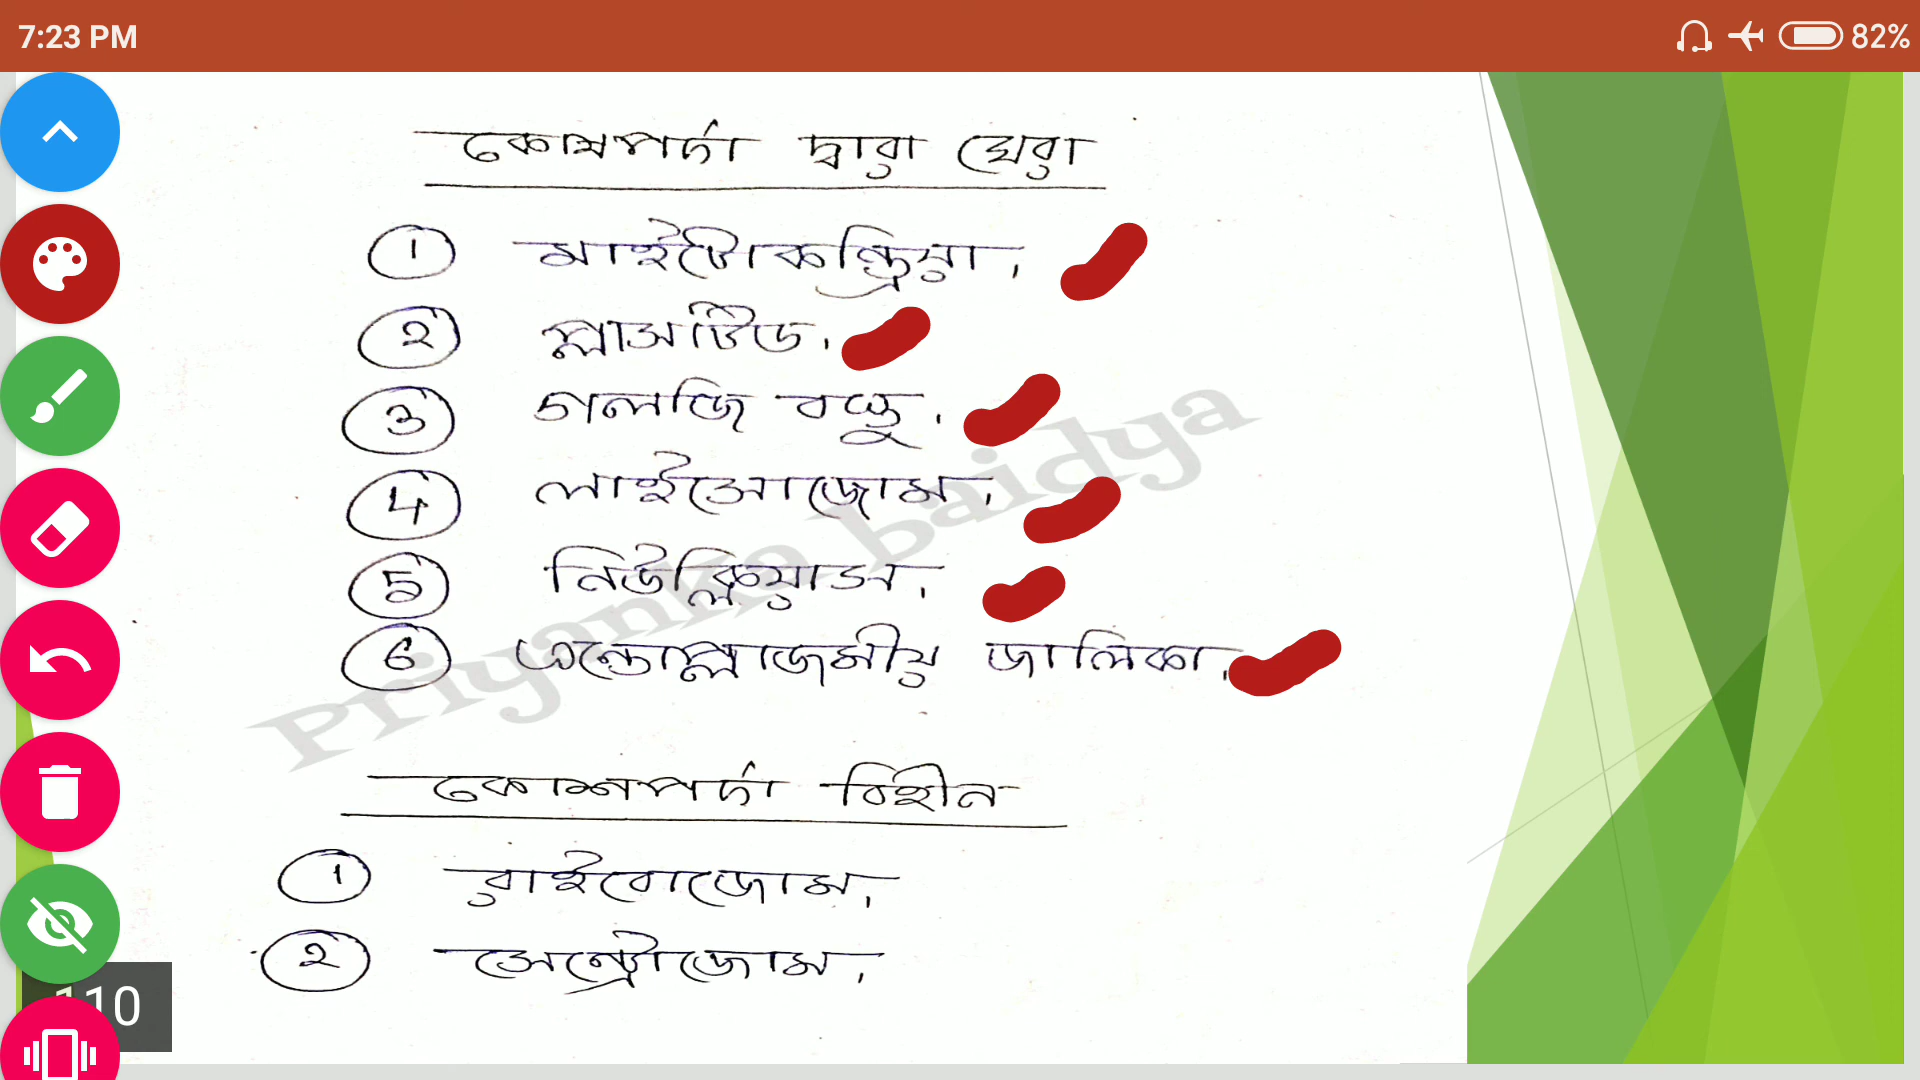 7:23 PM
82%
কোষপর্দা দ্বারা ঘেরা
1 মাইটোকন্ড্রিয়া,
2 প্লাসটিড,
3 গলজি বস্তু,
4 লাইসোজোম,
5 নিউক্লিয়াস,
6 এন্ডোপ্লাজমীয় জালিকা,
Priyanka baidya
কোশপর্দা বিহীন
1 রাইবোজোম,
2 সেন্ট্রোজোম,
110